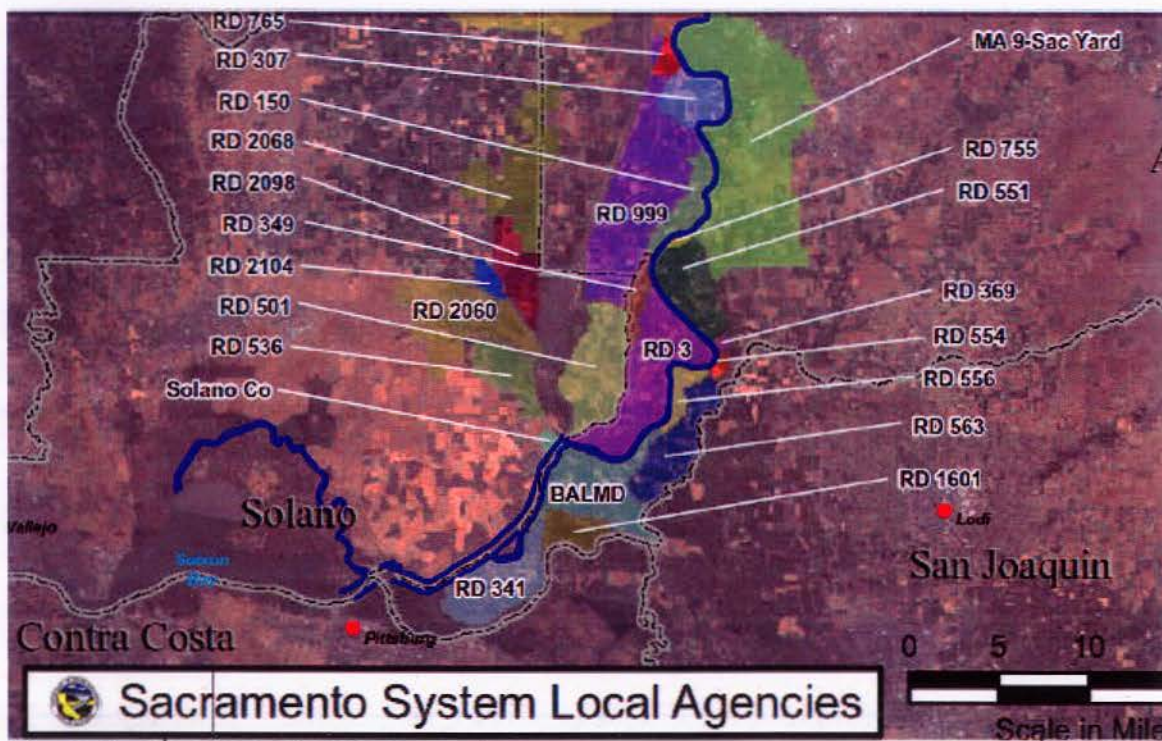 RD 765
RD 307
RD 150
RD 2068
RD 2098
RD 349
RD 2104
RD 501
RD 536
Solano Co
MA 9-Sac Yard
RD 755
RD 551
RD 369
RD 554
RD 556
RD 563
RD 1601
RD 999
RD 2060
RD 3
BALMD
RD 341
Solano
Vallejo
Suisun
Bay
Contra Costa
Pittsburg
Lodi
San Joaquin
A
0 5 10
Scale in Mile
Sacramento System Local Agencies